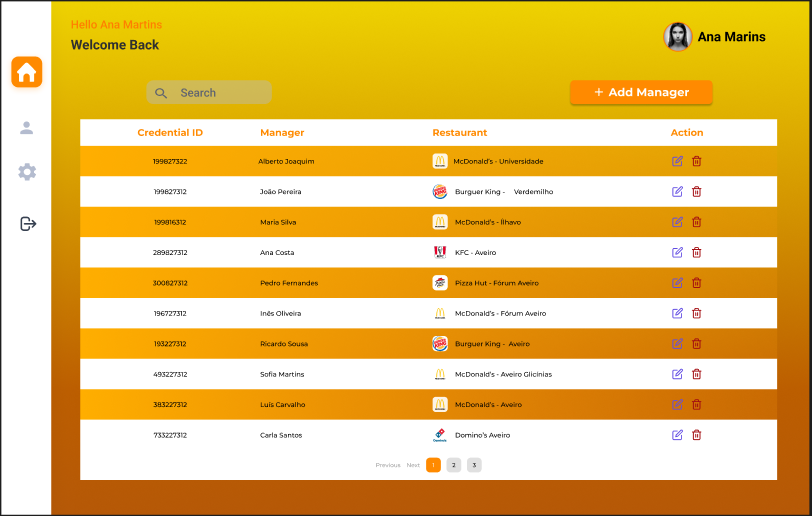 Hello Ana Martins
Welcome Back
Ana Marins
Search
+ Add Manager
Credential ID Manager Restaurant Action
199827322 Alberto Joaquim McDonald's - Universidade
199827312 João Pereira Burguer King - Verdemilho
199816312 Maria Silva McDonald's - Ílhavo
289827312 Ana Costa KFC - Aveiro
300827312 Pedro Fernandes Pizza Hut - Fórum Aveiro
196727312 Inês Oliveira McDonald's - Fórum Aveiro
193227312 Ricardo Sousa Burguer King - Aveiro
493227312 Sofia Martins McDonald's - Aveiro Glicínias
383227312 Luís Carvalho McDonald's - Aveiro
733227312 Carla Santos Domino's Aveiro
Previous Next 1 2 3